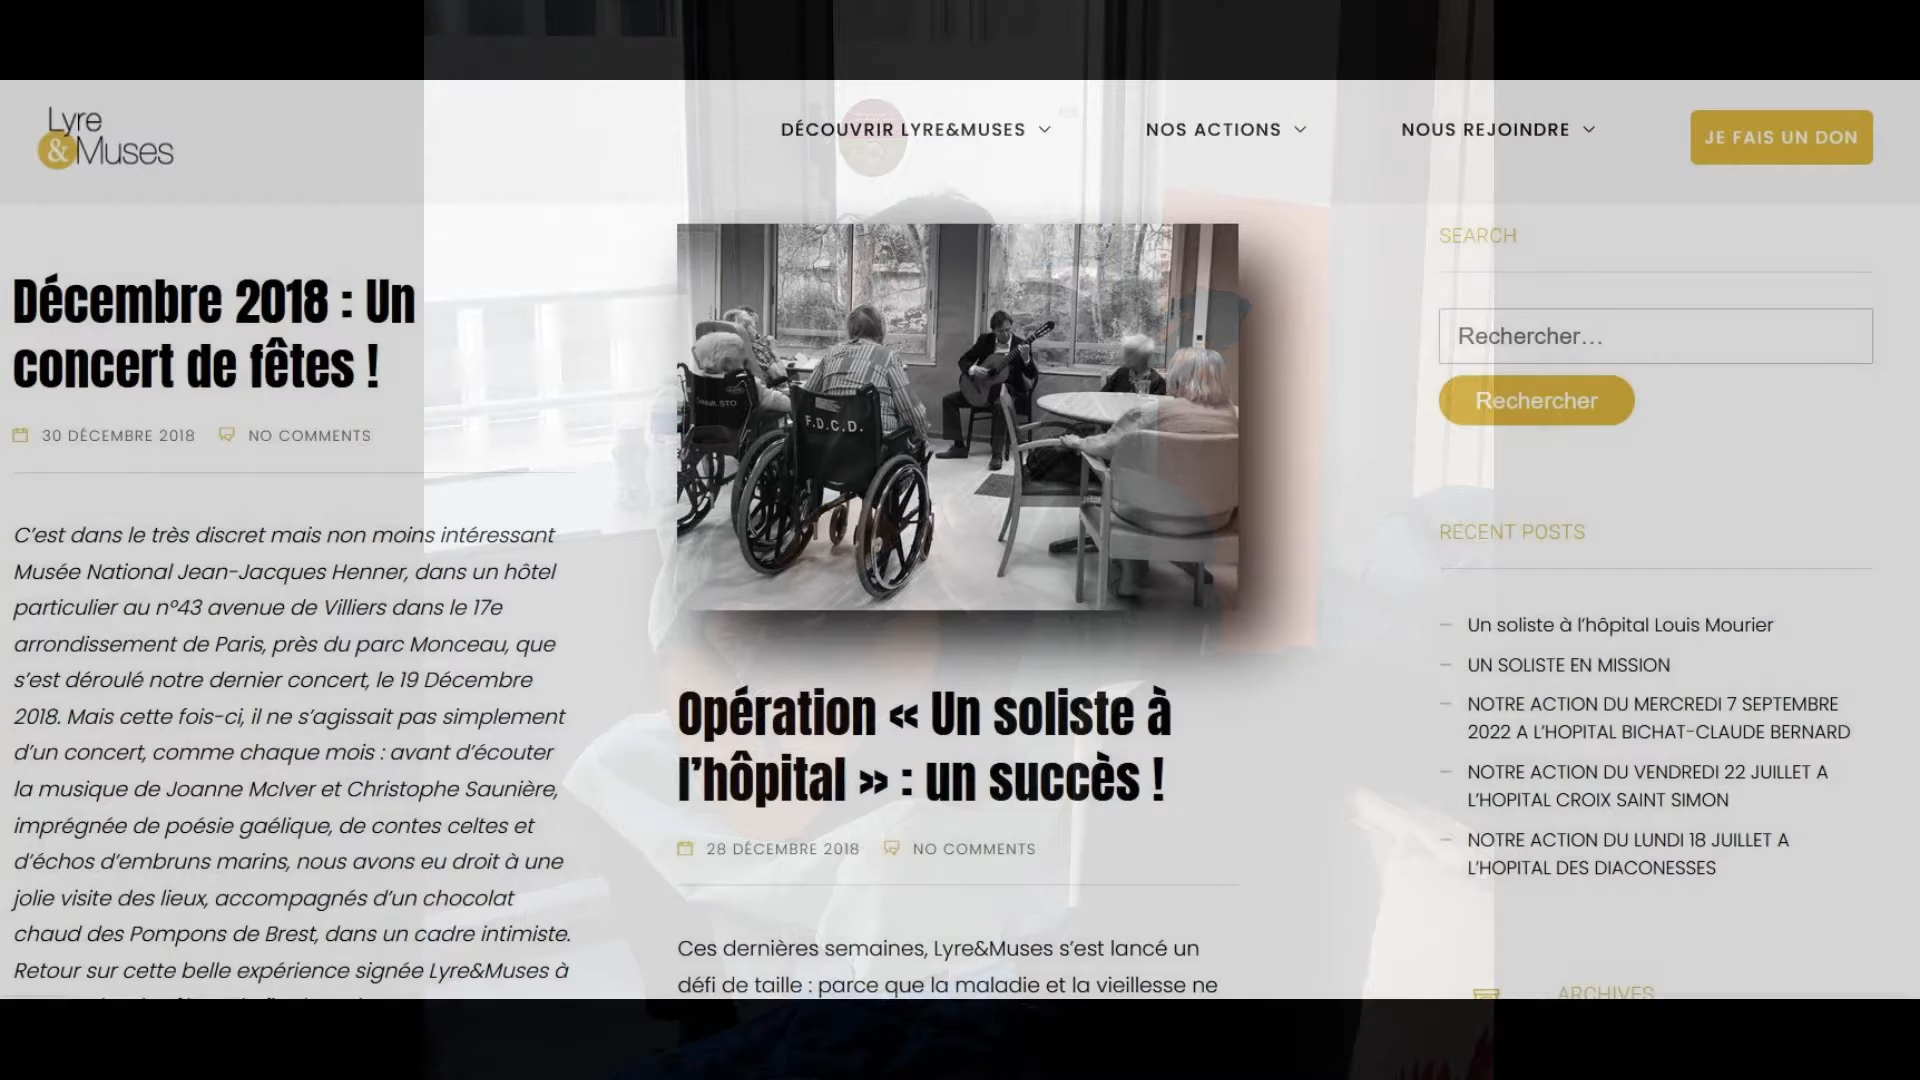 Lyre
&Muses
DÉCOUVRIR LYRE&MUSES
NOS ACTIONS
NOUS REJOINDRE
JE FAIS UN DON
Décembre 2018 : Un
concert de fêtes !
30 DÉCEMBRE 2018 NO COMMENTS
C’est dans le très discret mais non moins intéressant
Musée National Jean-Jacques Henner, dans un hôtel
particulier au n°43 avenue de Villiers dans le 17e
arrondissement de Paris, près du parc Monceau, que
s’est déroulé notre dernier concert, le 19 Décembre
2018. Mais cette fois-ci, il ne s’agissait pas simplement
d’un concert, comme chaque mois : avant d’écouter
la musique de Joanne McIver et Christophe Saunière,
imprégnée de poésie gaélique, de contes celtes et
d’échos d’embruns marins, nous avons eu droit à une
jolie visite des lieux, accompagnés d’un chocolat
chaud des Pompons de Brest, dans un cadre intimiste.
Retour sur cette belle expérience signée Lyre&Muses à
F.D.C.D.
Opération « Un soliste à
l’hôpital » : un succès !
28 DÉCEMBRE 2018 NO COMMENTS
Ces dernières semaines, Lyre&Muses s’est lancé un
défi de taille : parce que la maladie et la vieillesse ne
SEARCH
Rechercher…
Rechercher
RECENT POSTS
Un soliste à l’hôpital Louis Mourier
UN SOLISTE EN MISSION
NOTRE ACTION DU MERCREDI 7 SEPTEMBRE
2022 A L’HOPITAL BICHAT-CLAUDE BERNARD
NOTRE ACTION DU VENDREDI 22 JUILLET A
L’HOPITAL CROIX SAINT SIMON
NOTRE ACTION DU LUNDI 18 JUILLET A
L’HOPITAL DES DIACONESSES
ARCHIVES